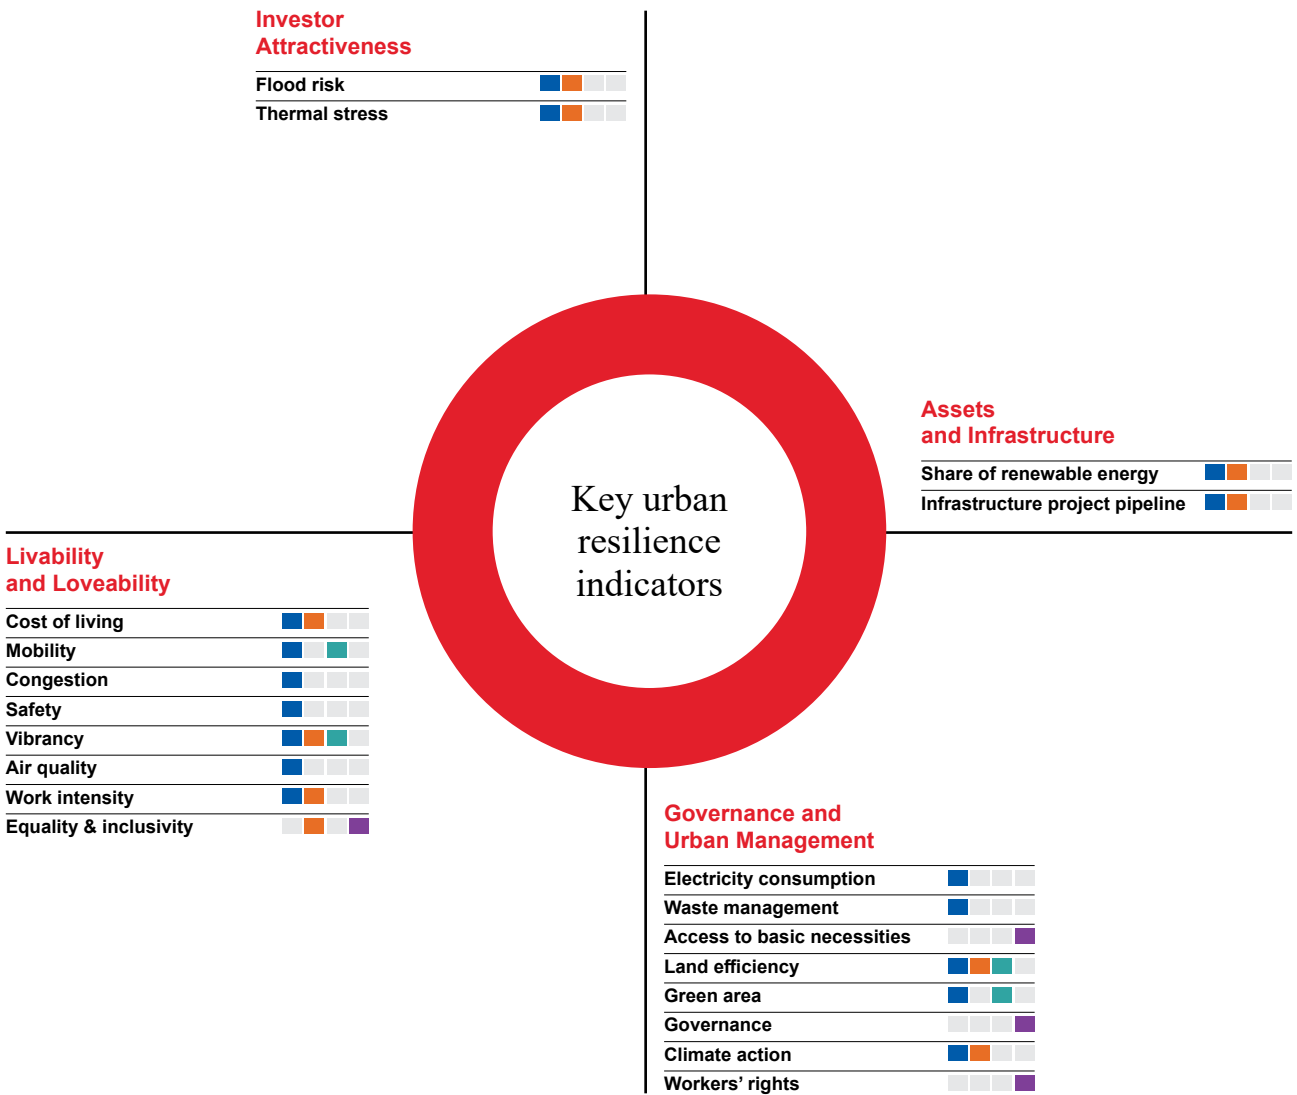 Investor
Attractiveness
Flood risk
Thermal stress
Assets
and Infrastructure
Share of renewable energy
Infrastructure project pipeline
Key urban
resilience
indicators
Livability
and Loveability
Cost of living
Mobility
Congestion
Safety
Vibrancy
Air quality
Work intensity
Equality & inclusivity
Governance and
Urban Management
Electricity consumption
Waste management
Access to basic necessities
Land efficiency
Green area
Governance
Climate action
Workers’ rights